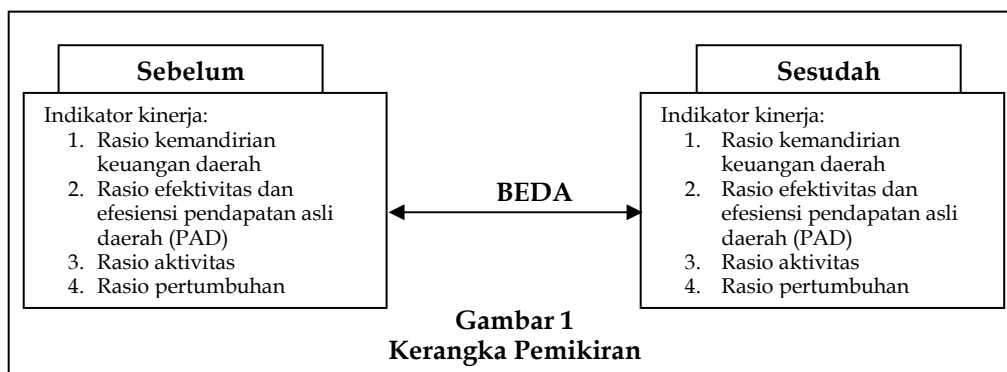 Sebelum
Indikator kinerja:
1. Rasio kemandirian
keuangan daerah
2. Rasio efektivitas dan
efesiensi pendapatan asli
daerah (PAD)
3. Rasio aktivitas
4. Rasio pertumbuhan
BEDA
Sesudah
Indikator kinerja:
1. Rasio kemandirian
keuangan daerah
2. Rasio efektivitas dan
efesiensi pendapatan asli
daerah (PAD)
3. Rasio aktivitas
4. Rasio pertumbuhan
Gambar 1
Kerangka Pemikiran